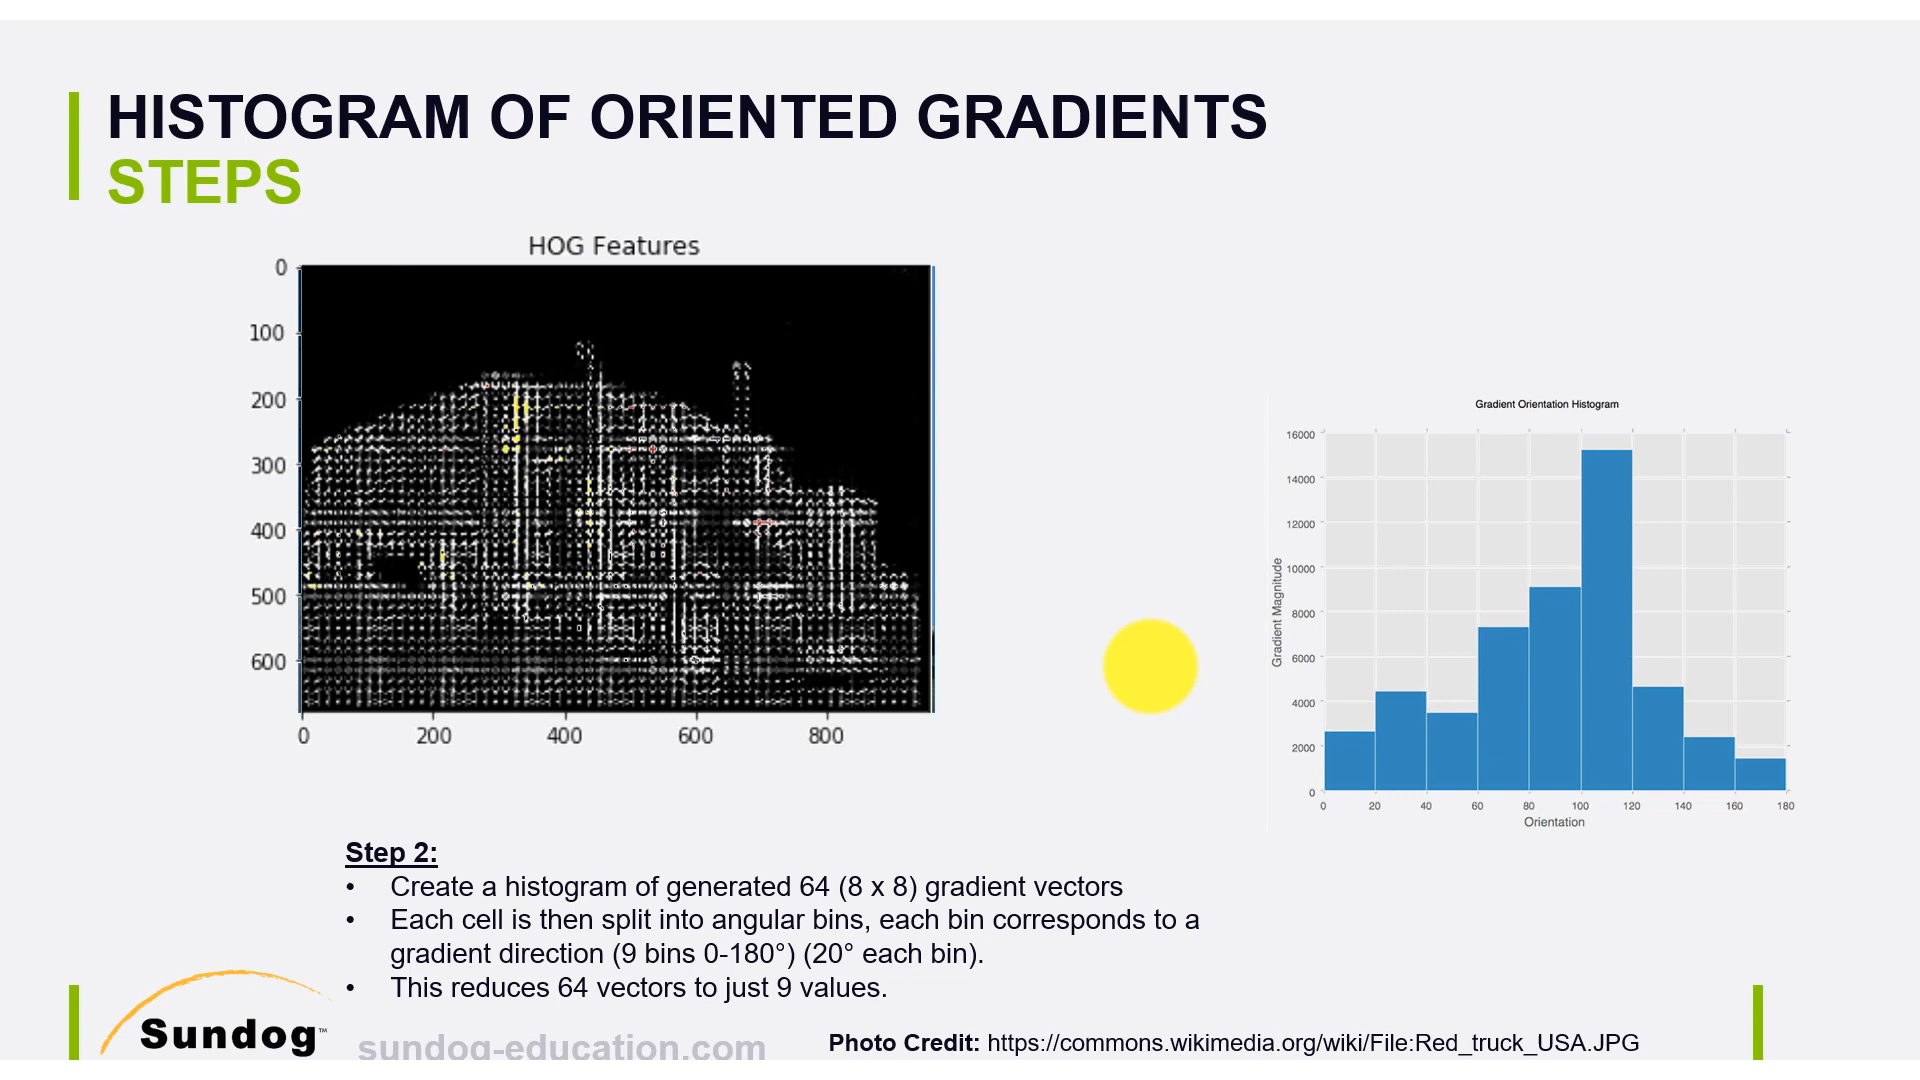 HISTOGRAM OF ORIENTED GRADIENTS
STEPS
HOG Features
0
100
200
300
400
500
600
0 200 400 600 800
Gradient Orientation Histogram
16000
14000
12000
10000
8000
6000
4000
2000
0
Gradient Magnitude
0 20 40 60 80 100 120 140 160 180
Orientation
Step 2:
• Create a histogram of generated 64 (8 x 8) gradient vectors
• Each cell is then split into angular bins, each bin corresponds to a
gradient direction (9 bins 0-180°) (20° each bin).
• This reduces 64 vectors to just 9 values.
Sundog™
sundog-education.com
Photo Credit: https://commons.wikimedia.org/wiki/File:Red_truck_USA.JPG